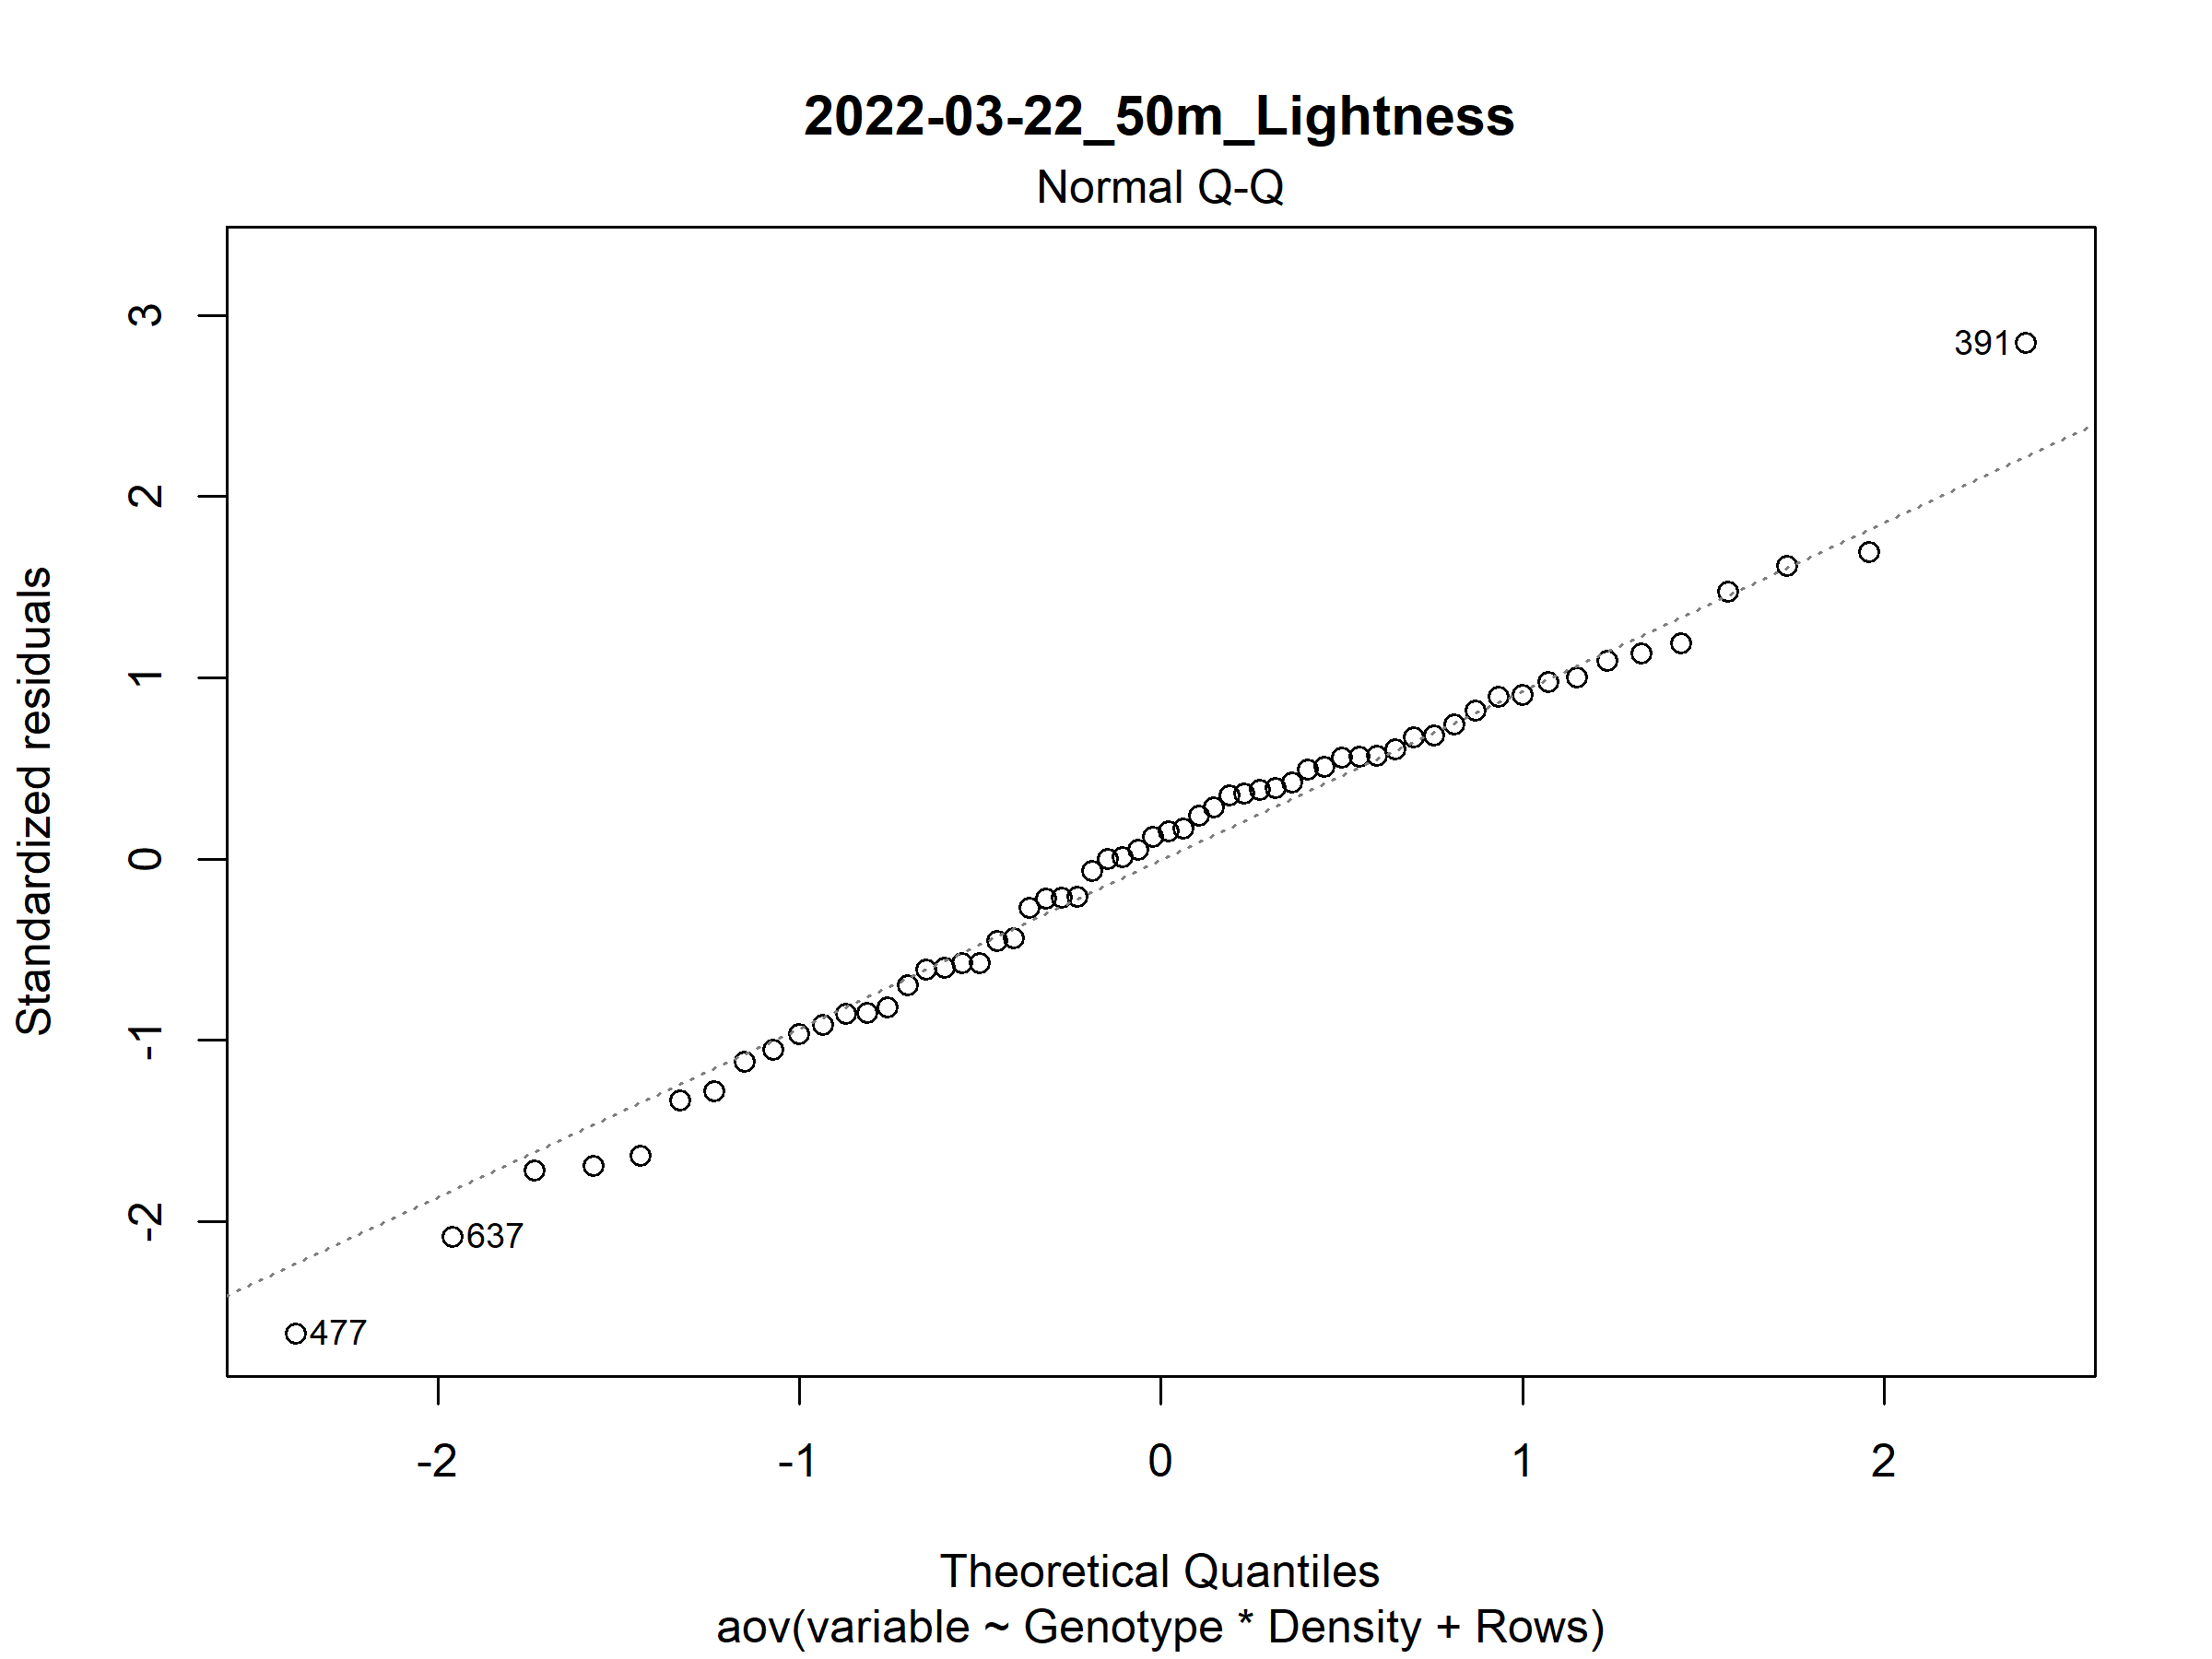 2022-03-22_50m_Lightness
Normal Q-Q
Standardized residuals
3
2
1
0
-1
-2
391
637
477
-2
-1
0
1
2
Theoretical Quantiles
aov(variable ~ Genotype * Density + Rows)